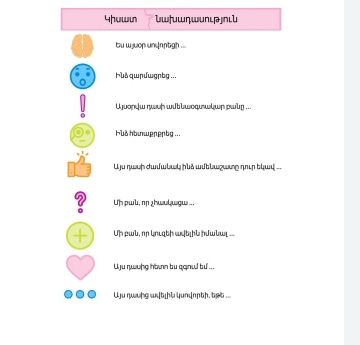 Կիսատ նախադասություն
Ես այսօր սովորեցի ...
Ինձ զարմացրեց ...
Այսօրվա դասի ամենաօգտակար բանը ...
Ինձ հետաքրքրեց ...
Այս դասի ժամանակ ինձ ամենաշատը դուր եկավ ...
Մի բան, որ չհասկացա ...
Մի բան, որ կուզեի ավելին իմանալ ...
Այս դասից հետո ես զգում եմ ...
Այս դասից ավելին կսովորեի, եթե ...